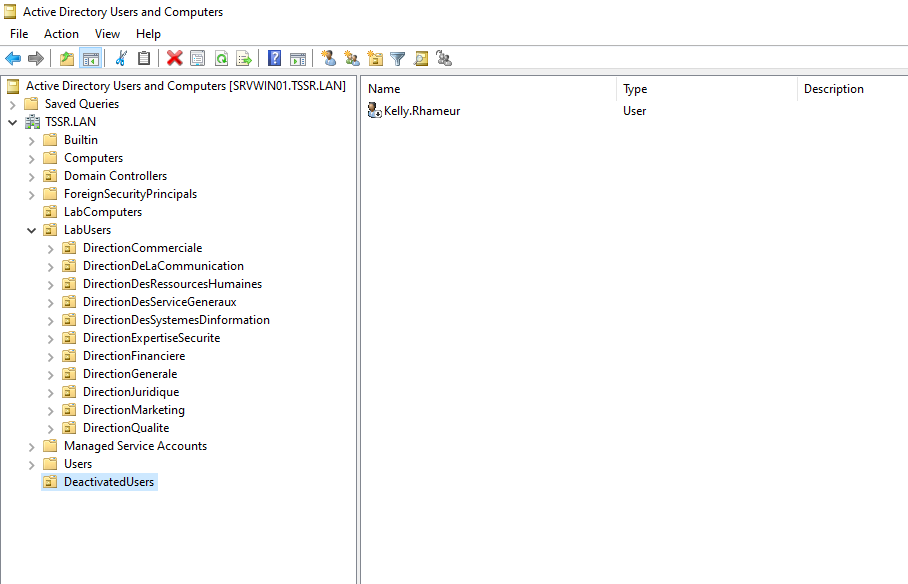 Active Directory Users and Computers
File Action View Help
Active Directory Users and Computers [SRVWIN01.TSSR.LAN]
Saved Queries
TSSR.LAN
Builtin
Computers
Domain Controllers
ForeignSecurityPrincipals
LabComputers
LabUsers
DirectionCommerciale
DirectionDeLaCommunication
DirectionDesRessourcesHumaines
DirectionDesServiceGeneraux
DirectionDesSystemesDinformation
DirectionExpertiseSecurite
DirectionFinanciere
DirectionGenerale
DirectionJuridique
DirectionMarketing
DirectionQualite
Managed Service Accounts
Users
DeactivatedUsers
Name Type Description
Kelly.Rhameur User